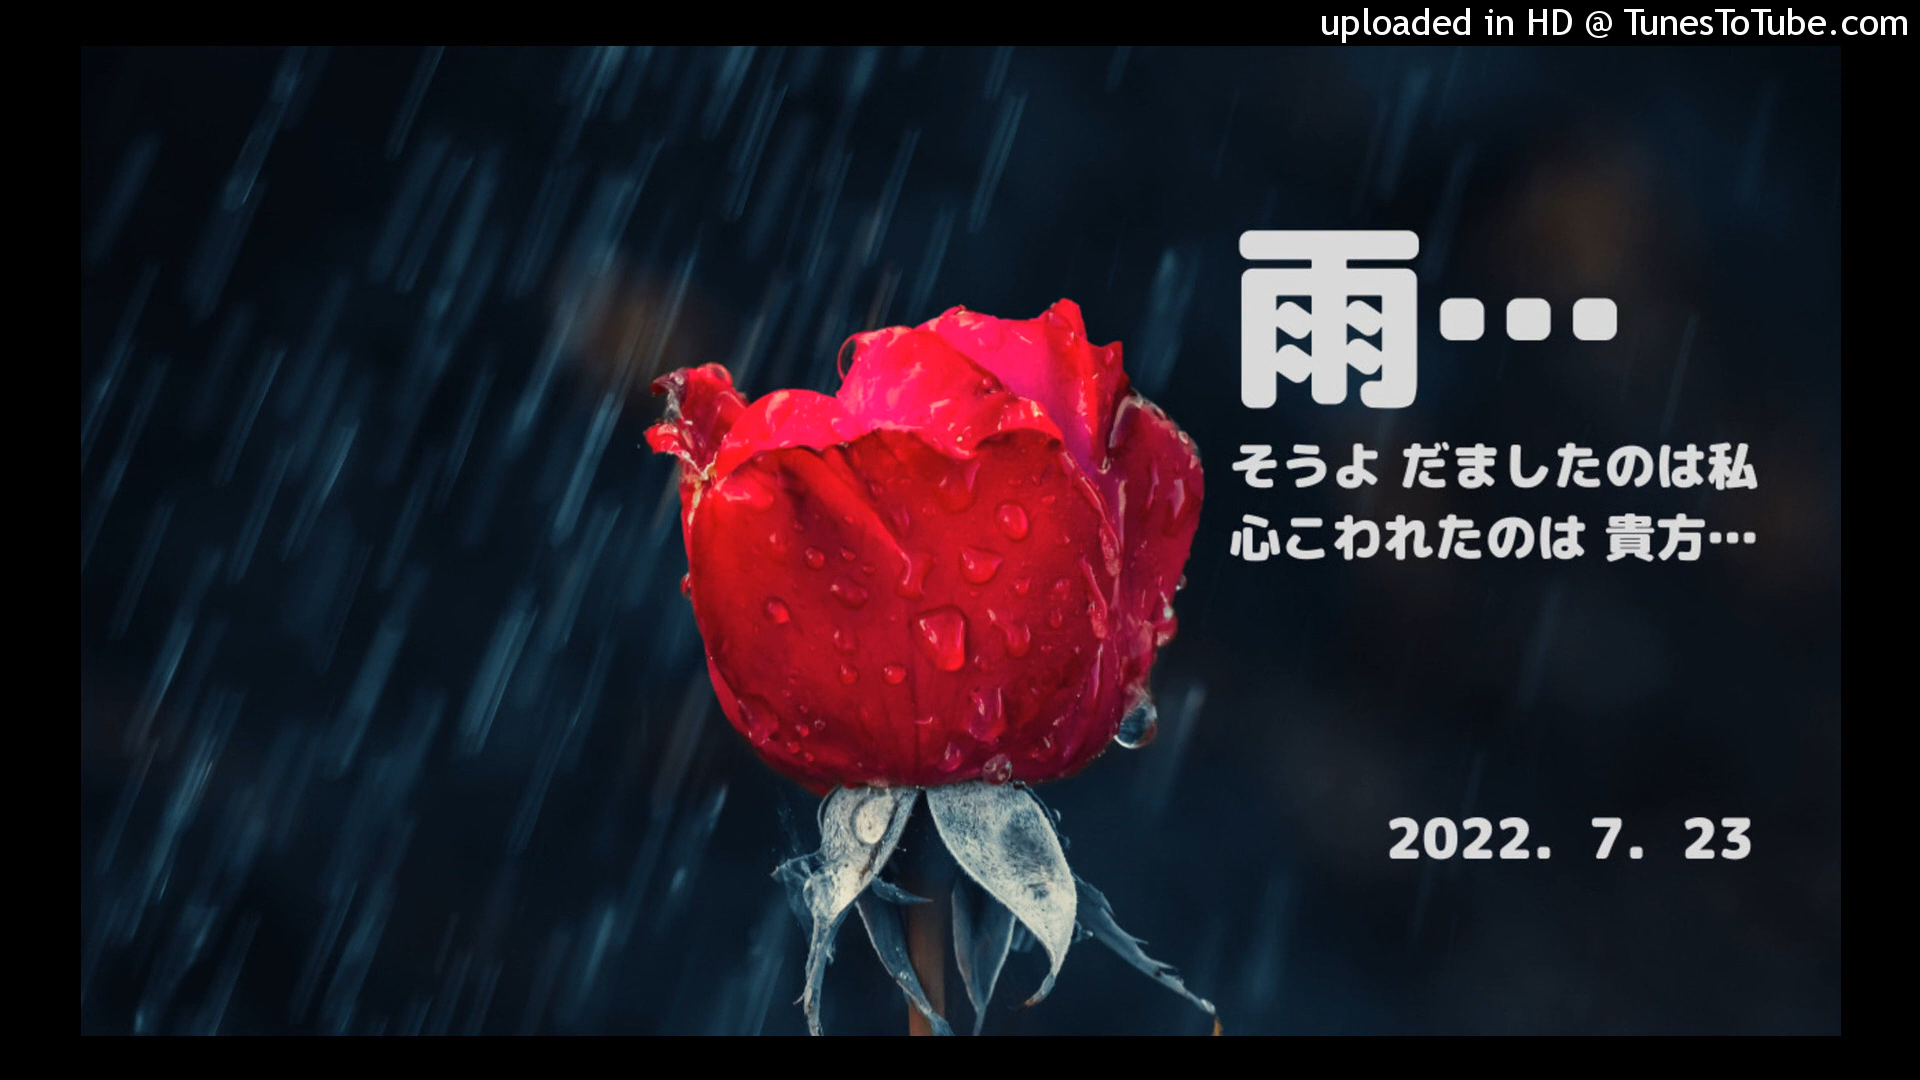 uploaded in HD @ TunesToTube.com
雨…
そうよ だましたのは私
心こわれたのは 貴方…
2022. 7. 23